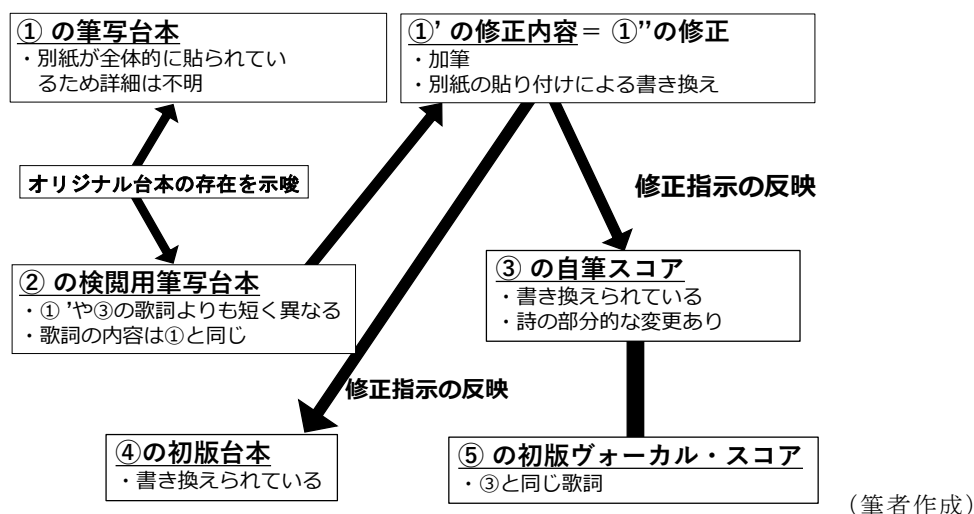 ① の筆写台本
・別紙が全体的に貼られてい
るため詳細は不明
①’ の修正内容＝ ①”の修正
・加筆
・別紙の貼り付けによる書き換え
オリジナル台本の存在を示唆
修正指示の反映
② の検閲用筆写台本
・① ’や③の歌詞よりも短く異なる
・歌詞の内容は①と同じ
③ の自筆スコア
・書き換えられている
・詩の部分的な変更あり
修正指示の反映
④の初版台本
・書き換えられている
⑤ の初版ヴォーカル・スコア
・③と同じ歌詞
（筆者作成）